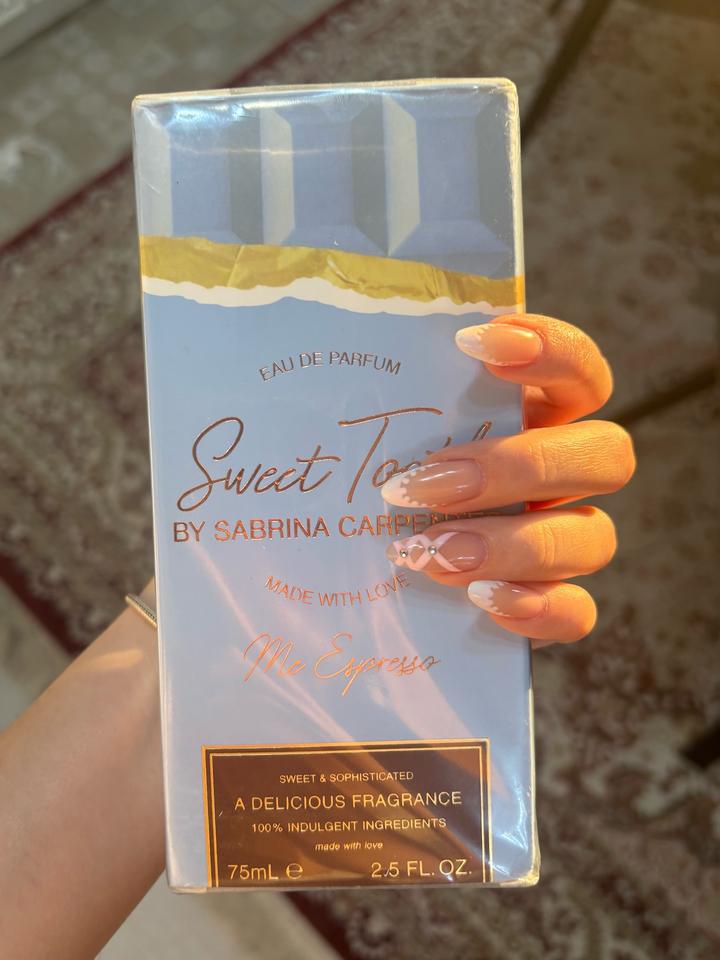 EAU DE PARFUM
Sweet
BY SABRINA
MADE WITH LOVE
Me Espresso
SWEET & SOPHISTICATED
A DELICIOUS FRAGRANCE
100% INDULGENT INGREDIENTS
made with love
75mL ℮ 2.5 FL. OZ.